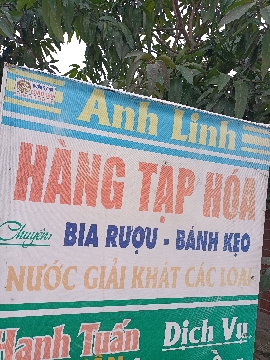 Anh Linh
HÀNG TẠP HÓA
Chuyên BIA RƯỢU - BÁNH KẸO
NƯỚC GIẢI KHÁT CÁC LOẠI
Hạnh Tuấn Dịch Vụ